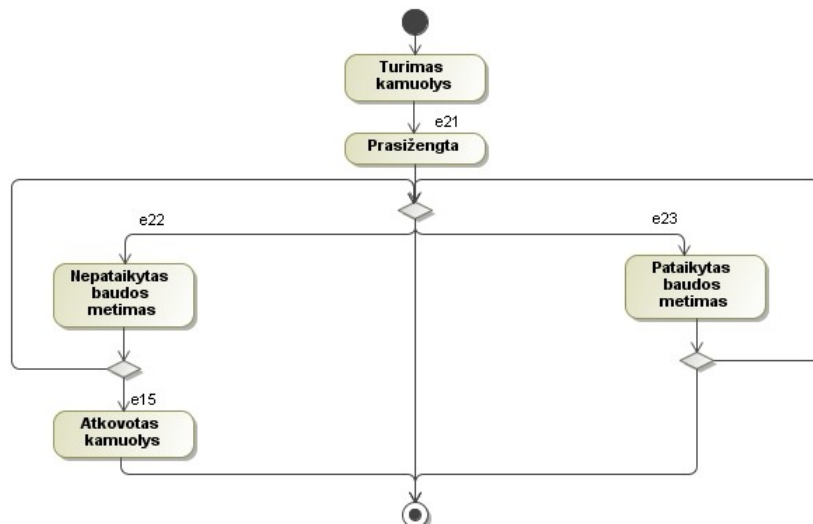 Turimas
kamuolys
e21
Prasižengta
e22
e23
Nepataikytas
baudos
metimas
Pataikytas
baudos
metimas
e15
Atkovotas
kamuolys